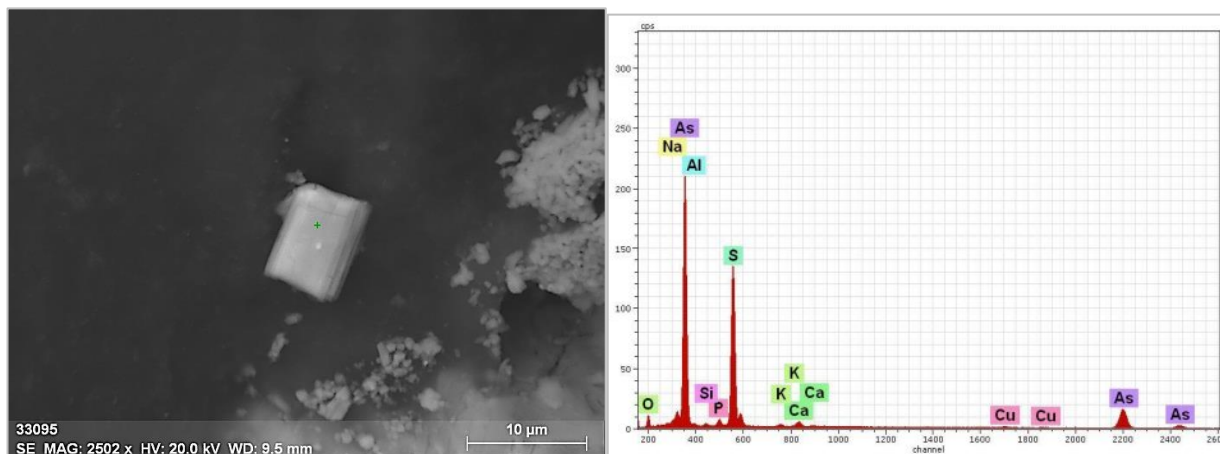 33095
SE MAG: 2502 x HV: 20.0 kV WD: 9.5 mm
10 µm
cps
300
250
200
150
100
50
0
As
Na
Al
S
K
Si
K
Ca
O
P
Ca
Cu
Cu
As
As
200
400
600
800
1000
1200
1400
1600
1800
2000
2200
2400
channel